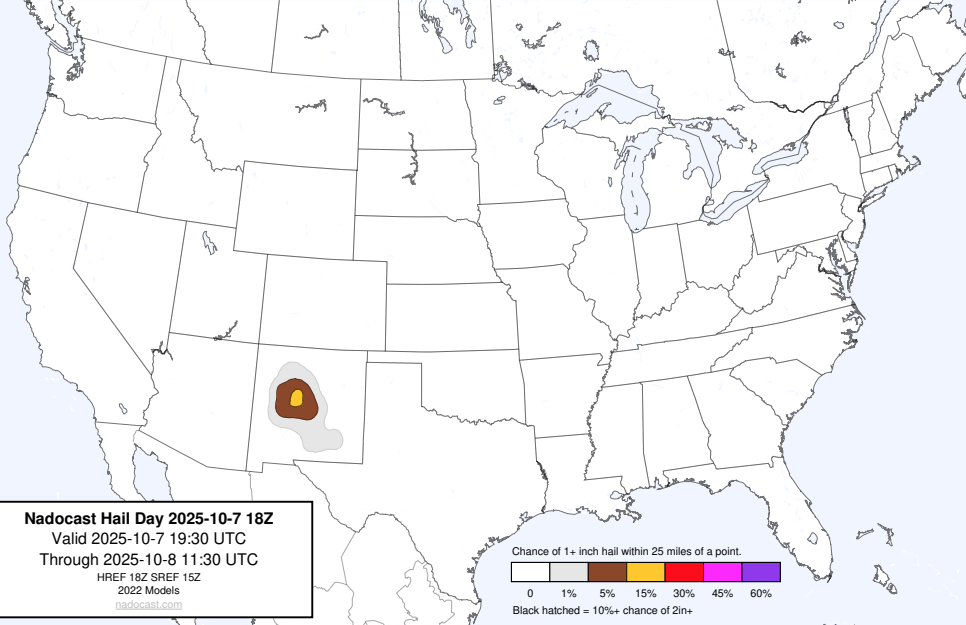 Nadocast Hail Day 2025-10-7 18Z
Valid 2025-10-7 19:30 UTC
Through 2025-10-8 11:30 UTC
HREF 18Z SREF 15Z
2022 Models
nadocast.com
Chance of 1+ inch hail within 25 miles of a point.
0 1% 5% 15% 30% 45% 60%
Black hatched = 10%+ chance of 2in+